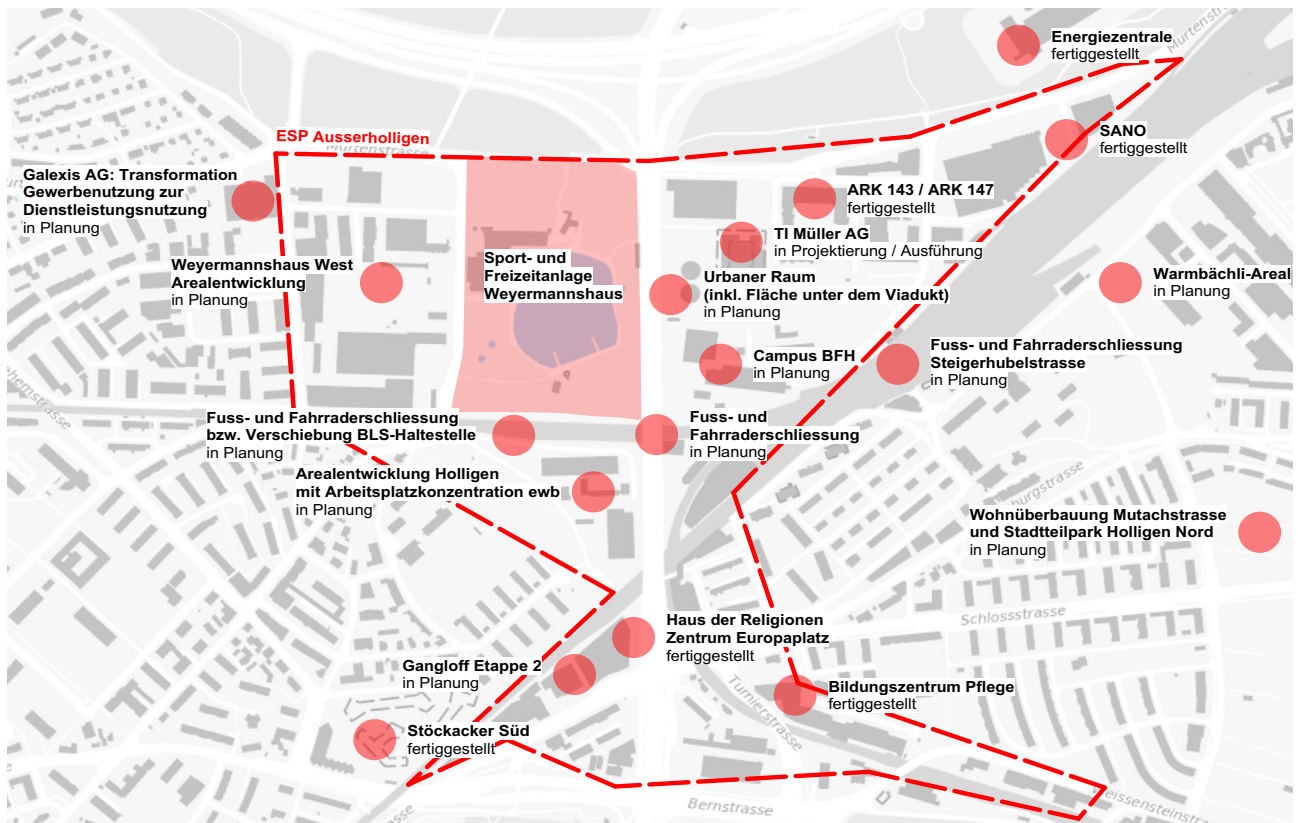 Energiezentrale
fertiggestellt
Murtenstrasse
ESP Ausserholligen
Murtenstrasse
SANO
fertiggestellt
Galexis AG: Transformation
Gewerbenutzung zur
Dienstleistungsnutzung
in Planung
ARK 143 / ARK 147
fertiggestellt
TI Müller AG
in Projektierung / Ausführung
Weyermannshaus West
Arealentwicklung
in Planung
Sport- und
Freizeitanlage
Weyermannshaus
Urbaner Raum
(inkl. Fläche unter dem Viadukt)
in Planung
Warmbächli-Areal
in Planung
Campus BFH
in Planung
Fuss- und Fahrraderschliessung
Steigerhubelstrasse
in Planung
Fuss- und Fahrraderschliessung
bzw. Verschiebung BLS-Haltestelle
in Planung
Fuss- und
Fahrraderschliessung
in Planung
Arealentwicklung Holligen
mit Arbeitsplatzkonzentration ewb
in Planung
Wohnüberbauung Mutachstrasse
und Stadtteilpark Holligen Nord
in Planung
Schlossstrasse
Haus der Religionen
Zentrum Europaplatz
fertiggestellt
Gangloff Etappe 2
in Planung
Bildungszentrum Pflege
fertiggestellt
Turnierstrasse
Stöckacker Süd
fertiggestellt
Bernstrasse